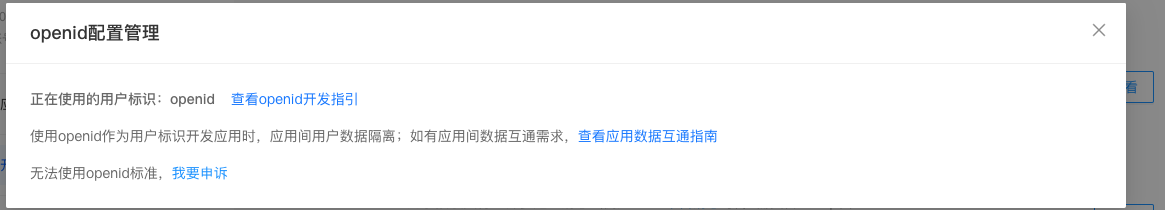 openid配置管理
正在使用的用户标识：openid 查看openid开发指引
使用openid作为用户标识开发应用时，应用间用户数据隔离；如有应用间数据互通需求，查看应用数据互通指南
无法使用openid标准，我要申诉
看